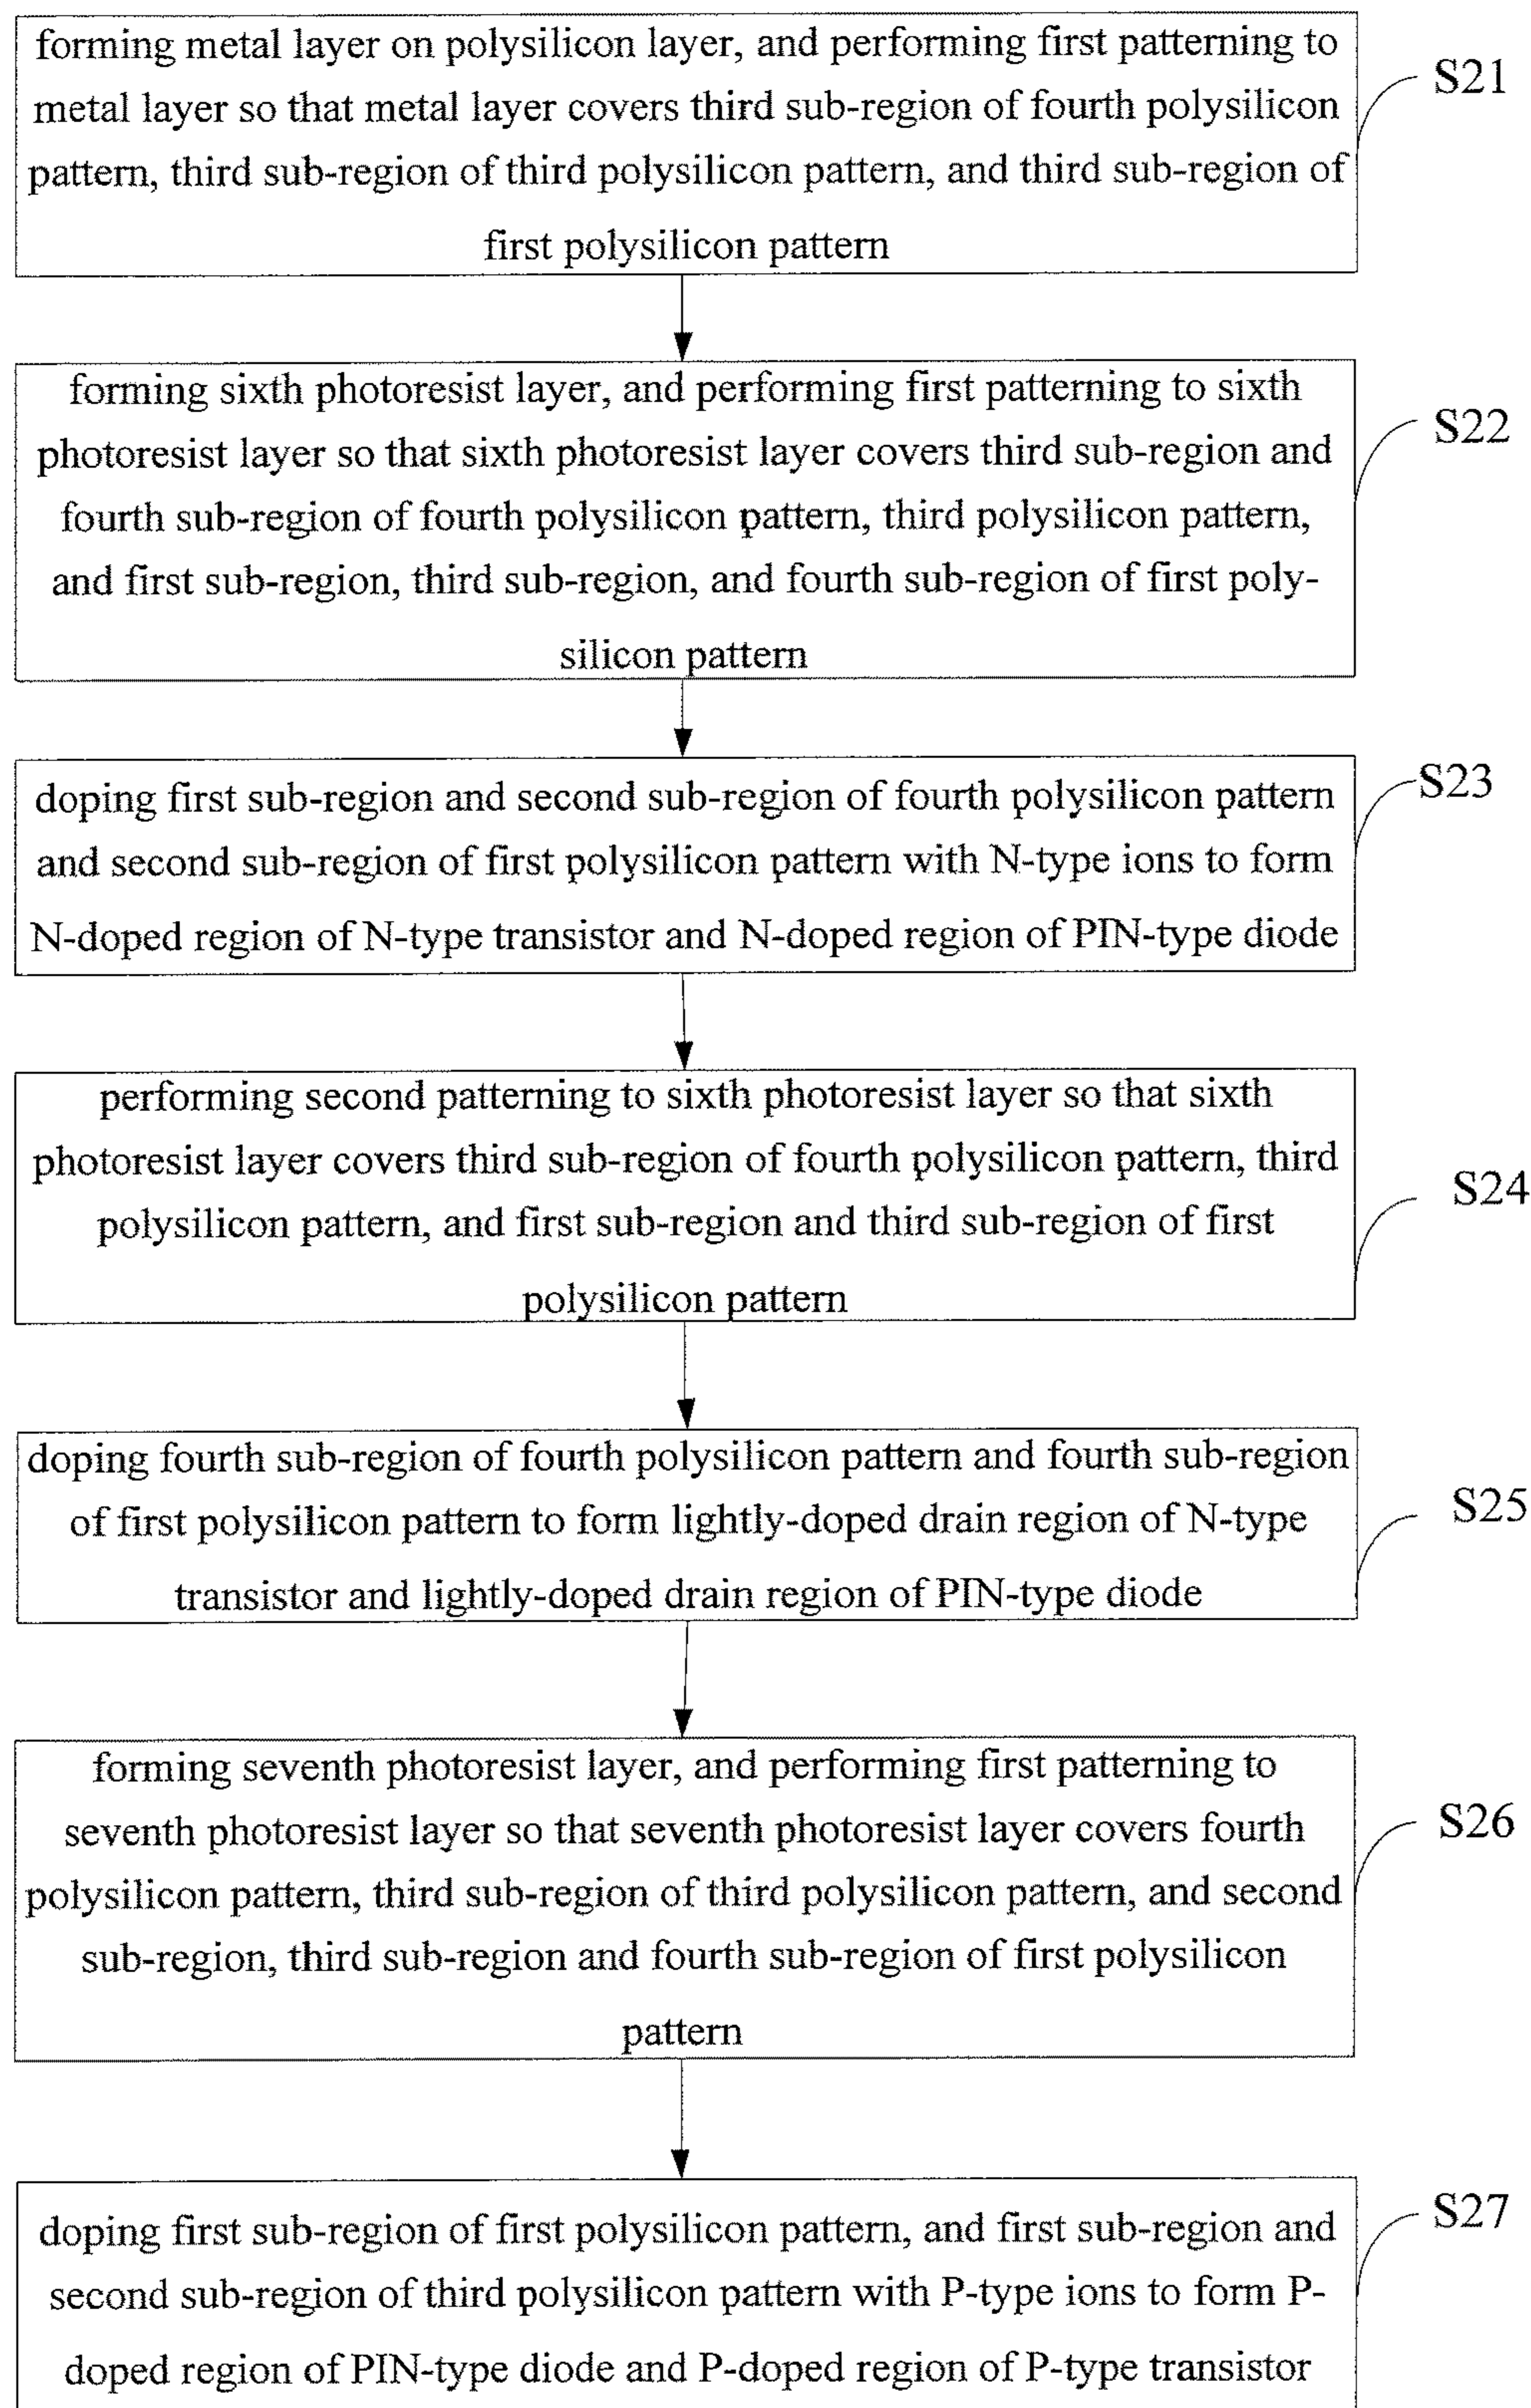 forming metal layer on polysilicon layer, and performing first patterning to
metal layer so that metal layer covers third sub-region of fourth polysilicon
pattern, third sub-region of third polysilicon pattern, and third sub-region of
first polysilicon pattern
S21
forming sixth photoresist layer, and performing first patterning to sixth
photoresist layer so that sixth photoresist layer covers third sub-region and
fourth sub-region of fourth polysilicon pattern, third polysilicon pattern,
and first sub-region, third sub-region, and fourth sub-region of first poly-
silicon pattern
S22
doping first sub-region and second sub-region of fourth polysilicon pattern
and second sub-region of first polysilicon pattern with N-type ions to form
N-doped region of N-type transistor and N-doped region of PIN-type diode
S23
performing second patterning to sixth photoresist layer so that sixth
photoresist layer covers third sub-region of fourth polysilicon pattern, third
polysilicon pattern, and first sub-region and third sub-region of first
polysilicon pattern
S24
doping fourth sub-region of fourth polysilicon pattern and fourth sub-region
of first polysilicon pattern to form lightly-doped drain region of N-type
transistor and lightly-doped drain region of PIN-type diode
S25
forming seventh photoresist layer, and performing first patterning to
seventh photoresist layer so that seventh photoresist layer covers fourth
polysilicon pattern, third sub-region of third polysilicon pattern, and second
sub-region, third sub-region and fourth sub-region of first polysilicon
pattern
S26
doping first sub-region of first polysilicon pattern, and first sub-region and
second sub-region of third polysilicon pattern with P-type ions to form P-
doped region of PIN-type diode and P-doped region of P-type transistor
S27